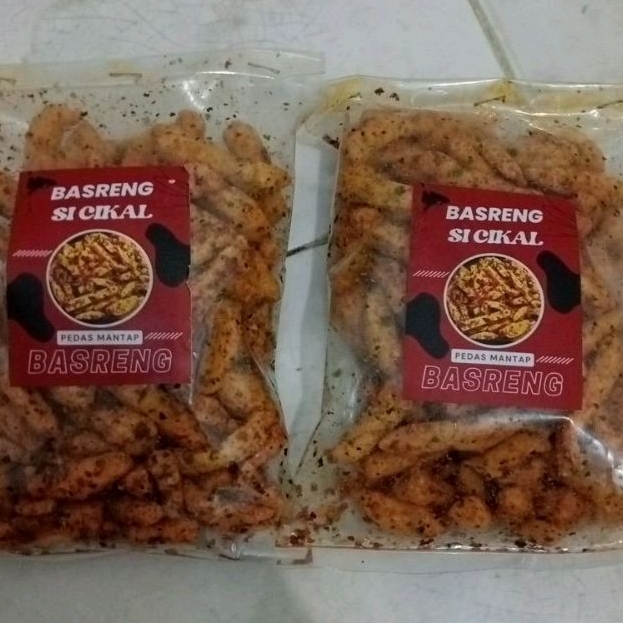 BASRENG
SI CIKAL
PEDAS MANTAP
BASRENG
BASRENG
SI CIKAL
PEDAS MANTAP
BASRENG